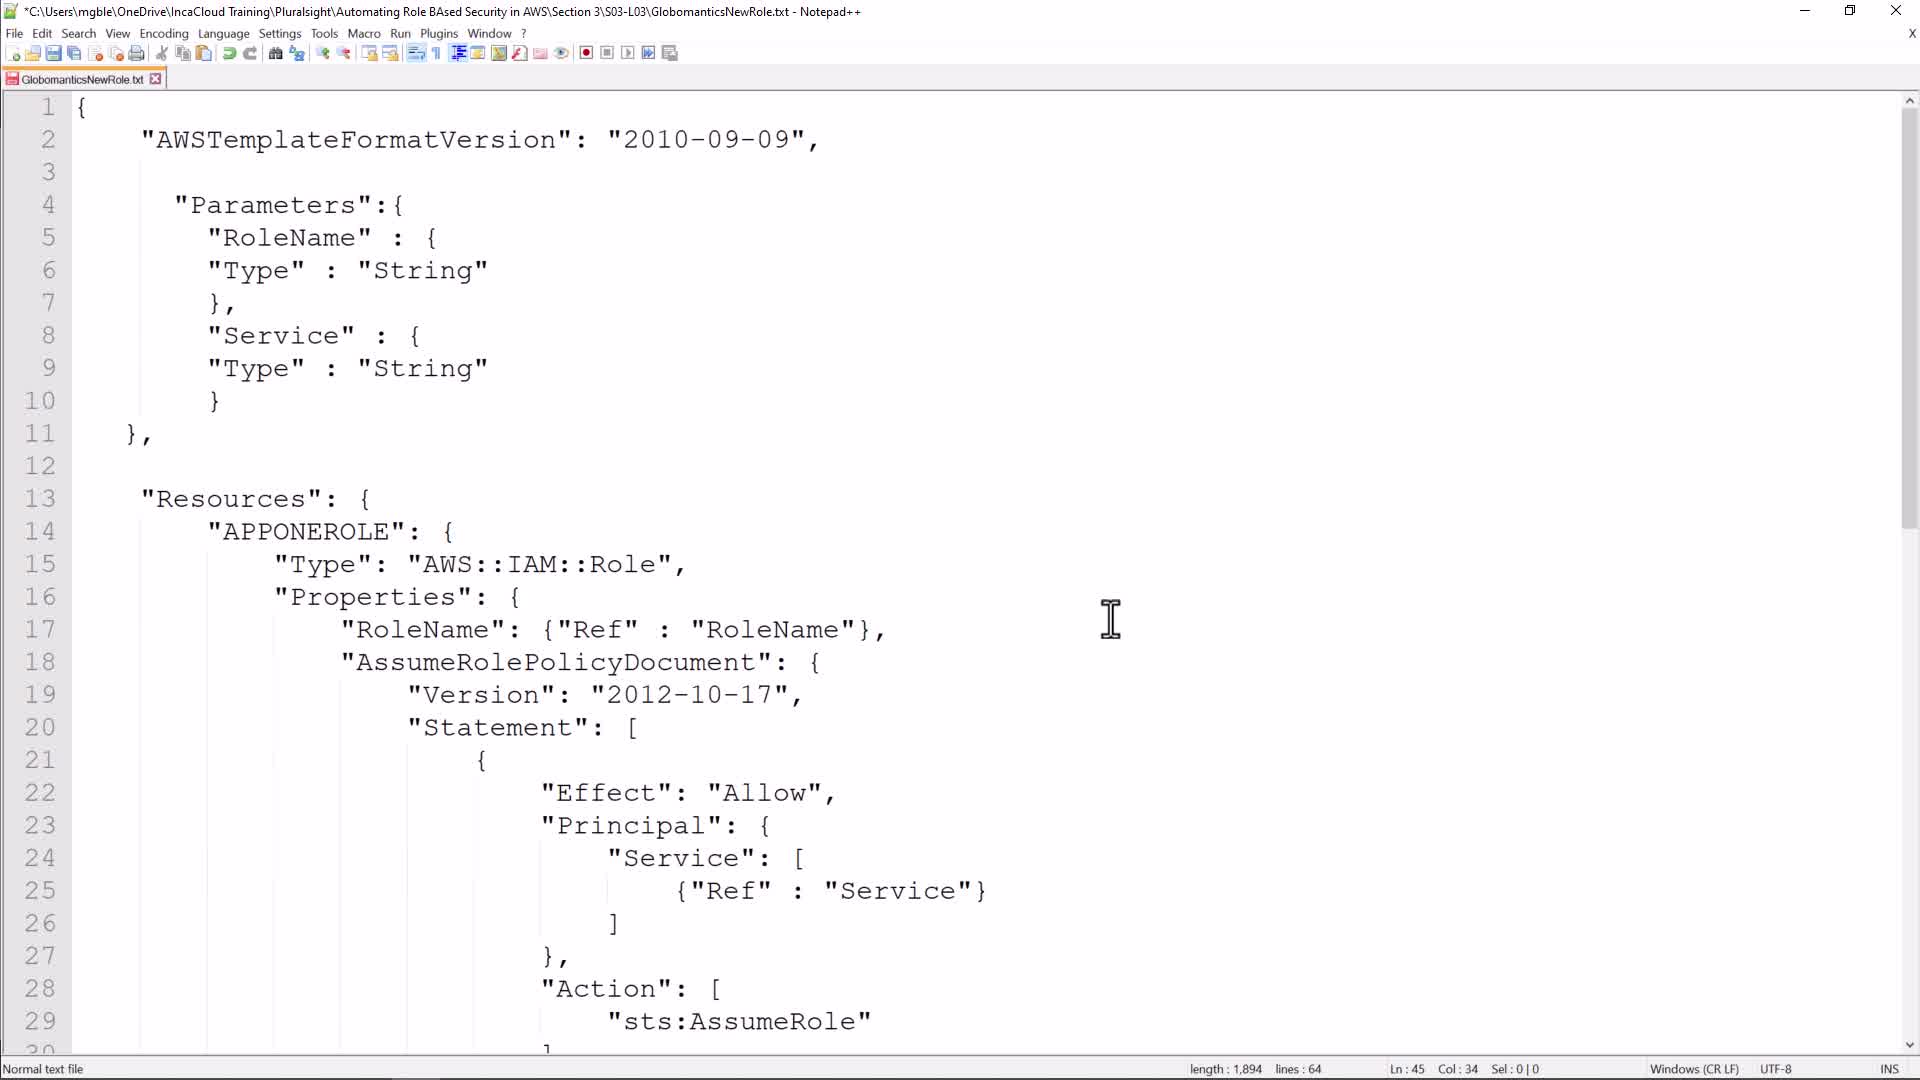 *C:\Users\mgble\OneDrive\IncaCloud Training\Pluralsight\Automating Role BAsed Security in AWS\Section 3\S03-L03\GlobomanticsNewRole.txt - Notepad++
File Edit Search View Encoding Language Settings Tools Macro Run Plugins Window ? X
GlobomanticsNewRole.txt
1 {
2 "AWSTemplateFormatVersion": "2010-09-09",
3
4 "Parameters":{
5 "RoleName" : {
6 "Type" : "String"
7 },
8 "Service" : {
9 "Type" : "String"
10 }
11 },
12
13 "Resources": {
14 "APPONEROLE": {
15 "Type": "AWS::IAM::Role",
16 "Properties": {
17 "RoleName": {"Ref" : "RoleName"},
18 "AssumeRolePolicyDocument": {
19 "Version": "2012-10-17",
20 "Statement": [
21 {
22 "Effect": "Allow",
23 "Principal": {
24 "Service": [
25 {"Ref" : "Service"}
26 ]
27 },
28 "Action": [
29 "sts:AssumeRole"
30 ]
Normal text file length : 1,894 lines : 64 Ln : 45 Col : 34 Sel : 0 | 0 Windows (CR LF) UTF-8 INS